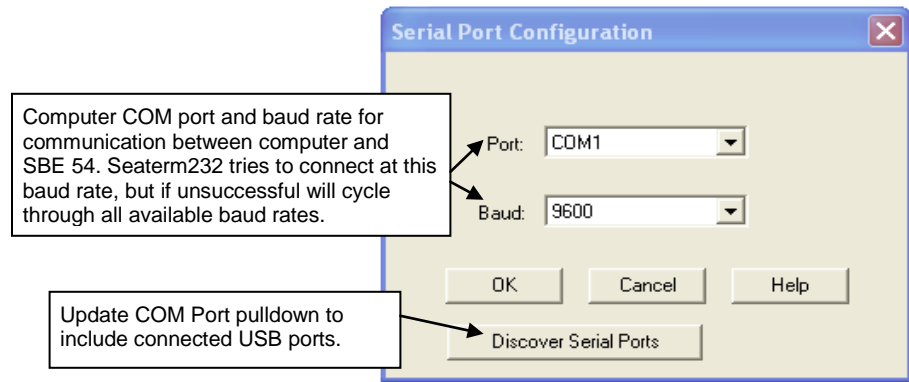 Serial Port Configuration
Computer COM port and baud rate for
communication between computer and
SBE 54. Seaterm232 tries to connect at this
baud rate, but if unsuccessful will cycle
through all available baud rates.
Port: COM1
Baud: 9600
OK Cancel Help
Update COM Port pulldown to
include connected USB ports.
Discover Serial Ports